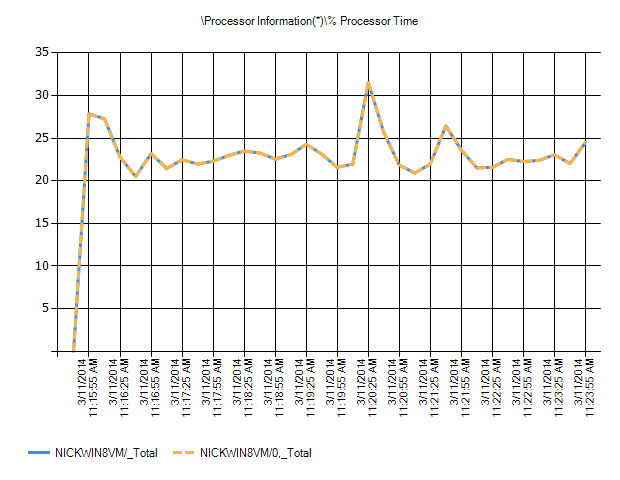 \Processor Information(*)\% Processor Time
35
30
25
20
15
10
5
3/11/2014
11:15:55 AM
3/11/2014
11:16:25 AM
3/11/2014
11:16:55 AM
3/11/2014
11:17:25 AM
3/11/2014
11:17:55 AM
3/11/2014
11:18:25 AM
3/11/2014
11:18:55 AM
3/11/2014
11:19:25 AM
3/11/2014
11:19:55 AM
3/11/2014
11:20:25 AM
3/11/2014
11:20:55 AM
3/11/2014
11:21:25 AM
3/11/2014
11:21:55 AM
3/11/2014
11:22:25 AM
3/11/2014
11:22:55 AM
3/11/2014
11:23:25 AM
3/11/2014
11:23:55 AM
NICKWIN8VM/_Total
NICKWIN8VM/0,_Total